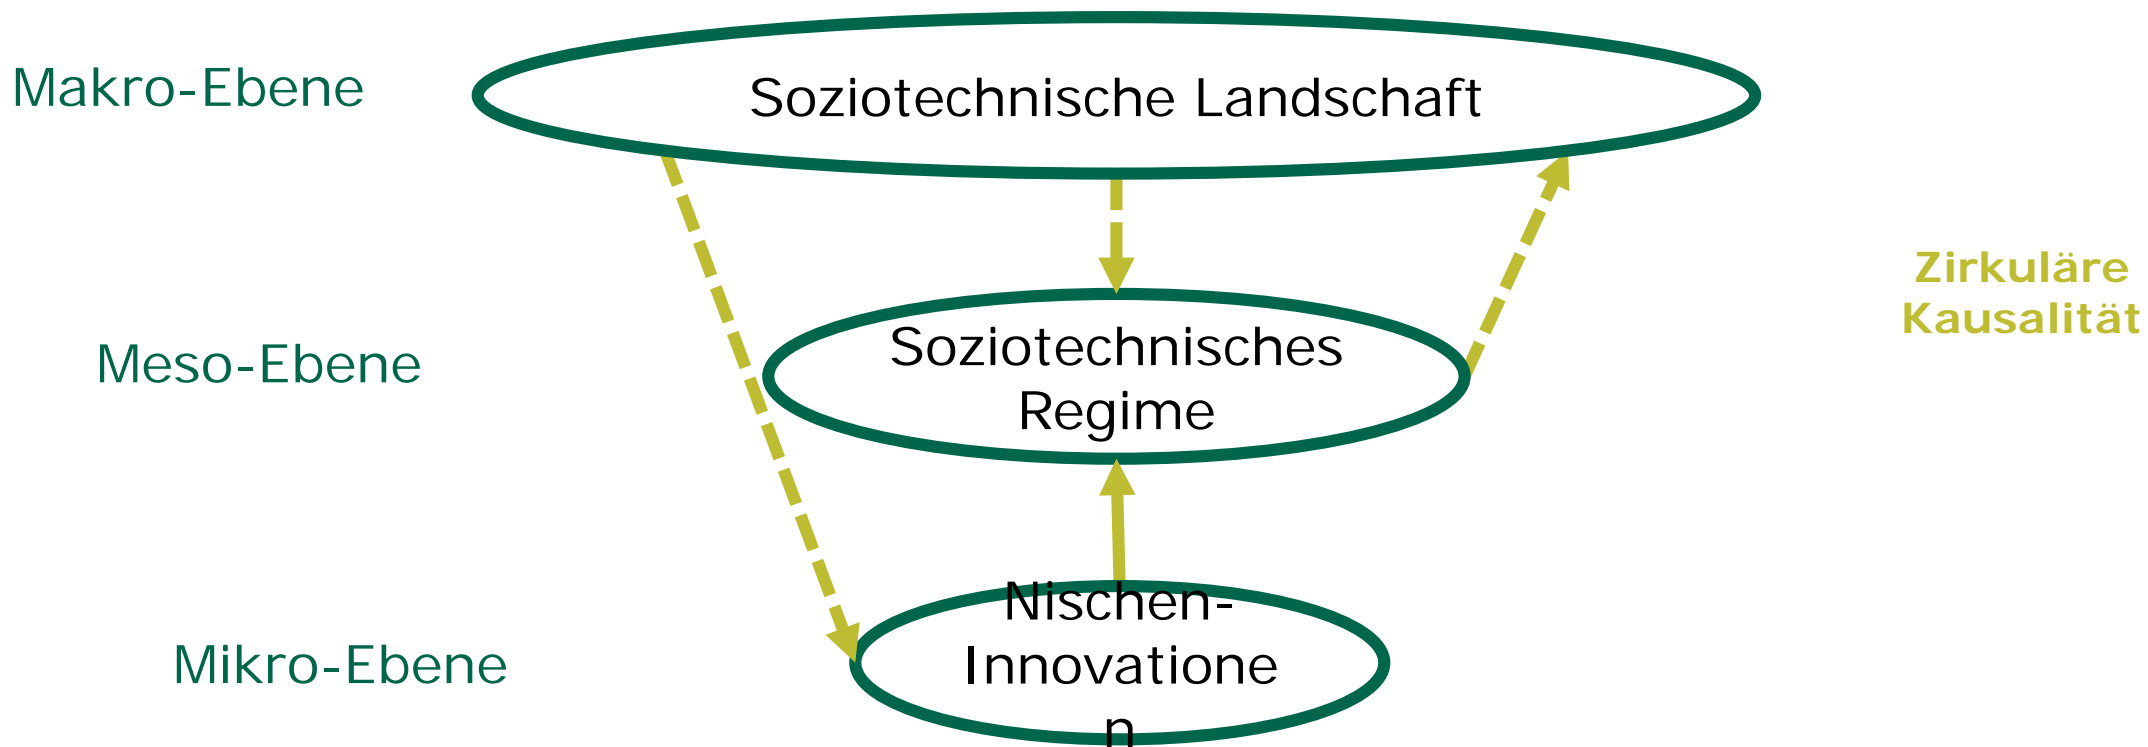 Makro-Ebene
Soziotechnische Landschaft
Zirkuläre
Kausalität
Meso-Ebene
Soziotechnisches
Regime
Mikro-Ebene
Nischen-
Innovatione
n